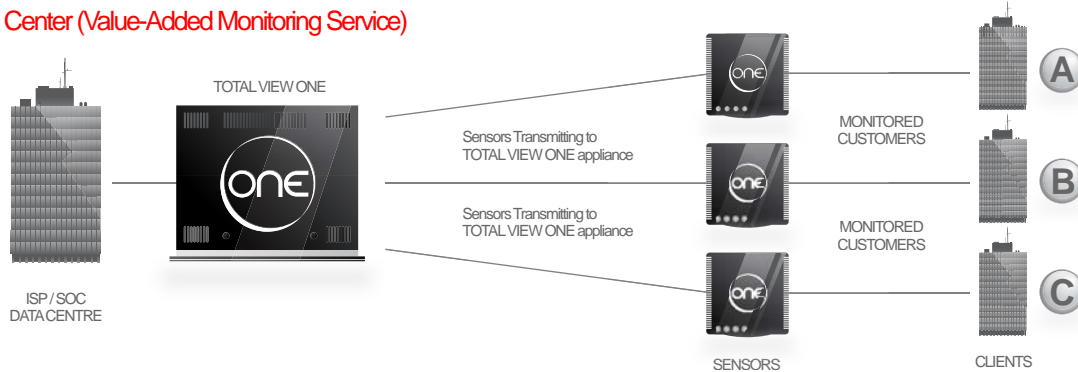 Center (Value-Added Monitoring Service)
TOTAL VIEW ONE
one
ISP / SOC
DATA CENTRE
Sensors Transmitting to
TOTAL VIEW ONE appliance
Sensors Transmitting to
TOTAL VIEW ONE appliance
one
one
one
SENSORS
MONITORED
CUSTOMERS
MONITORED
CUSTOMERS
A
B
C
CLIENTS